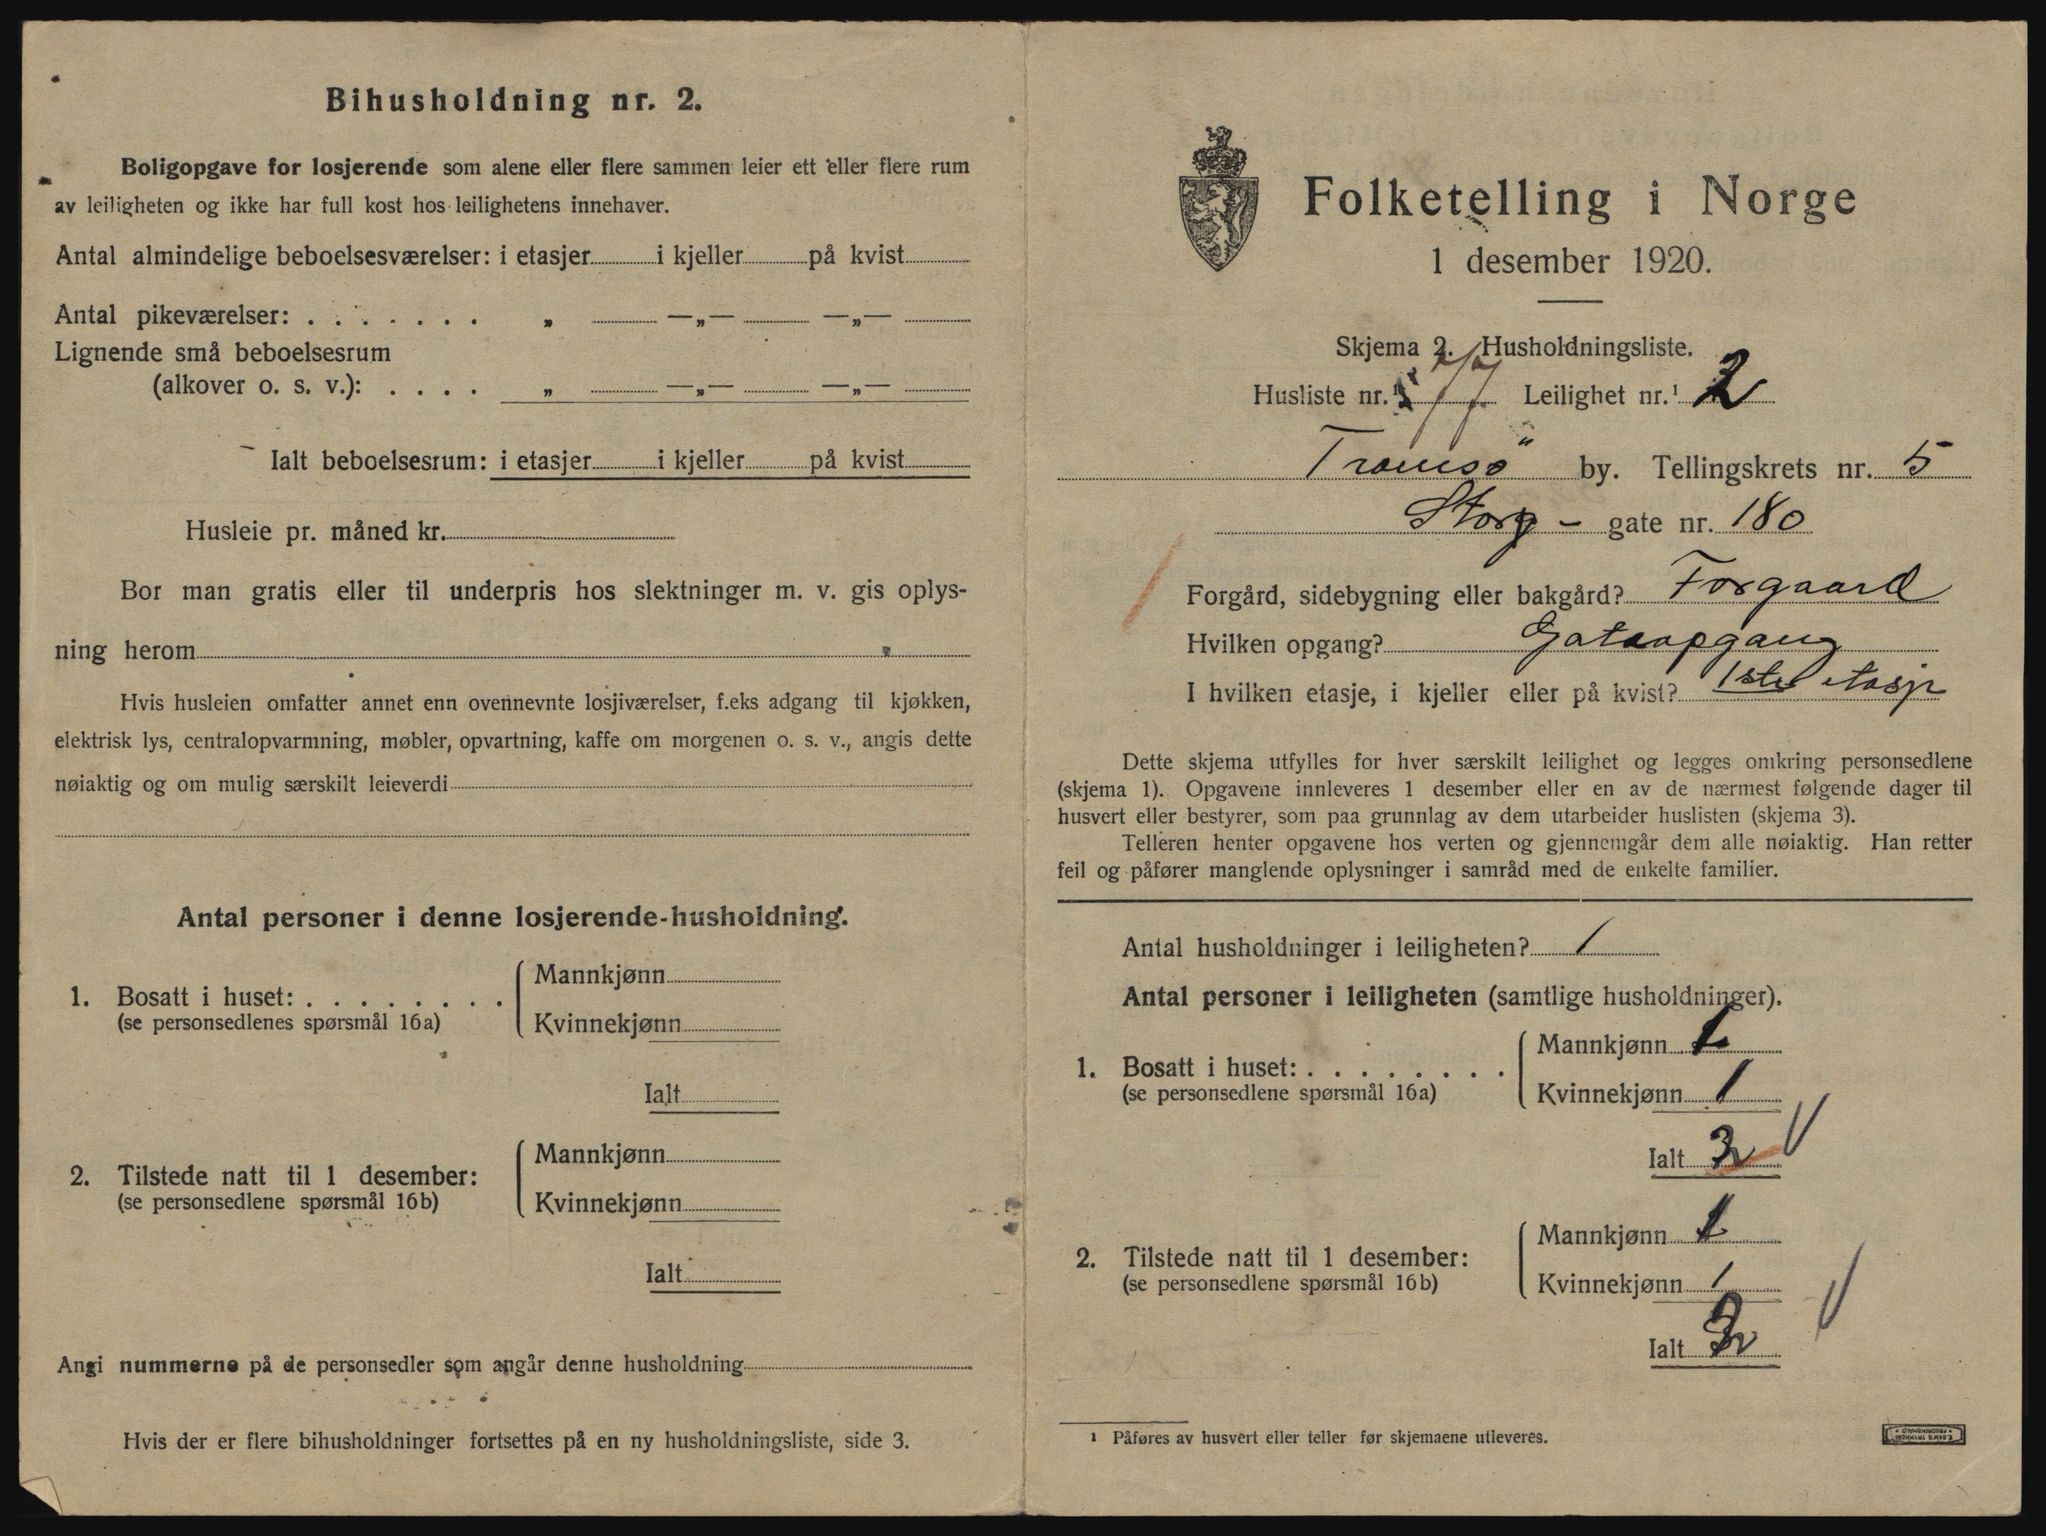 Bihusholdning nr. 2.
Boligopgave for losjerende som alene eller flere sammen leier ett eller flere rum
av leiligheten og ikke har full kost hos leilighetens innehaver.
Antal almindelige beboelsesværelser: i etasjer i kjeller på kvist
Antal pikeværelser: . . . . . . . „ —„— —„—
Lignende små beboelsesrum
(alkover o. s. v.): . . . . „ —„— —„—
Ialt beboelsesrum: i etasjer i kjeller på kvist
Husleie pr. måned kr.
Bor man gratis eller til underpris hos slektninger m. v. gis oplys-
ning herom
Hvis husleien omfatter annet enn ovennevnte losjiværelser, f.eks adgang til kjøkken,
elektrisk lys, centralopvarmning, møbler, opvartning, kaffe om morgenen o. s. v., angis dette
nøiaktig og om mulig særskilt leieverdi
Antal personer i denne losjerende-husholdning.
1. Bosatt i huset: . . . . . . . .
(se personsedlenes spørsmål 16a)
Mannkjønn
Kvinnekjønn
Ialt
2. Tilstede natt til 1 desember:
(se personsedlene spørsmål 16b)
Mannkjønn
Kvinnekjønn
Ialt
Angi nummerne på de personsedler som angår denne husholdning
Hvis der er flere bihusholdninger fortsettes på en ny husholdningsliste, side 3.
Folketelling i Norge
1 desember 1920.
Skjema 2. Husholdningsliste.
Husliste nr.¹ 77 Leilighet nr.¹ 2
Tromsö by. Tellingskrets nr. 5
Storg - gate nr. 180
Forgård, sidebygning eller bakgård? Forgaard
Hvilken opgang? Gateopgang
I hvilken etasje, i kjeller eller på kvist? 1ste etasje
Dette skjema utfylles for hver særskilt leilighet og legges omkring personsedlene
(skjema 1). Opgavene innleveres 1 desember eller en av de nærmest følgende dager til
husvert eller bestyrer, som paa grunnlag av dem utarbeider huslisten (skjema 3).
Telleren henter opgavene hos verten og gjennemgår dem alle nøiaktig. Han retter
feil og påfører manglende oplysninger i samråd med de enkelte familier.
Antal husholdninger i leiligheten? 1
Antal personer i leiligheten (samtlige husholdninger).
1. Bosatt i huset: . . . . . . . .
(se personsedlene spørsmål 16a)
Mannkjønn 1
Kvinnekjønn 1
Ialt 2
2. Tilstede natt til 1 desember:
(se personsedlene spørsmål 16b)
Mannkjønn 1
Kvinnekjønn 1
Ialt 2
¹ Påføres av husvert eller teller før skjemaene utleveres.